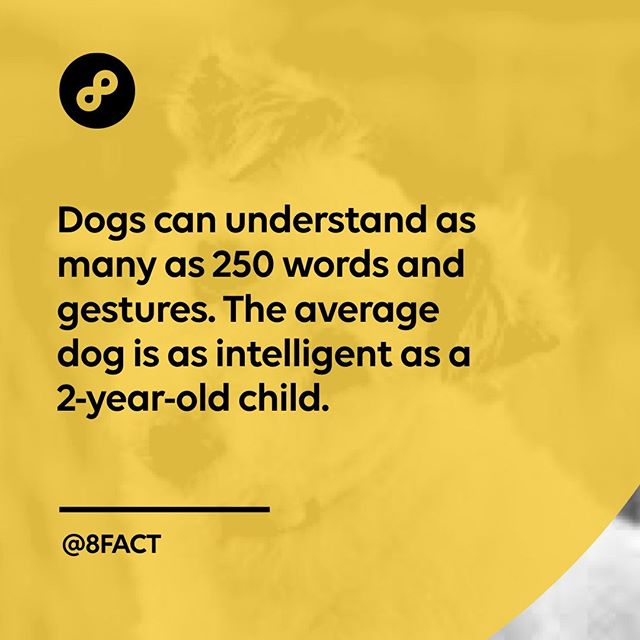 Dogs can understand as
many as 250 words and
gestures. The average
dog is as intelligent as a
2-year-old child.
@8FACT